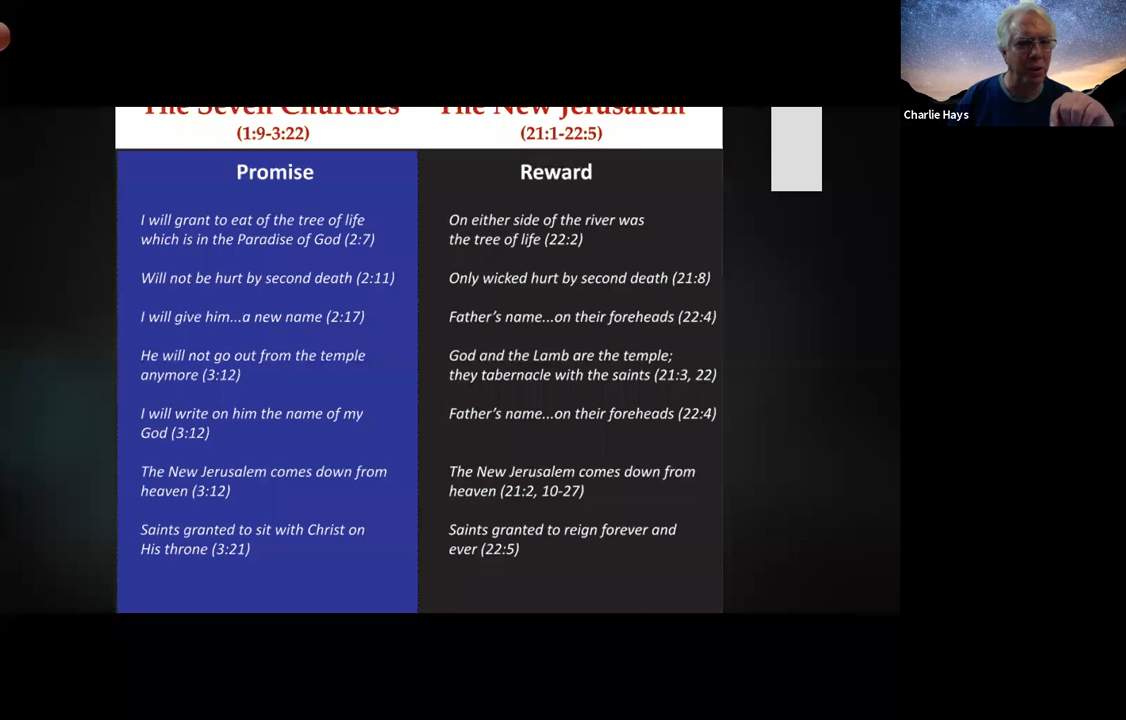 The Seven Churches
(1:9-3:22)
Promise
I will grant to eat of the tree of life
which is in the Paradise of God (2:7)
Will not be hurt by second death (2:11)
I will give him...a new name (2:17)
He will not go out from the temple
anymore (3:12)
I will write on him the name of my
God (3:12)
The New Jerusalem comes down from
heaven (3:12)
Saints granted to sit with Christ on
His throne (3:21)
The New Jerusalem
(21:1-22:5)
Reward
On either side of the river was
the tree of life (22:2)
Only wicked hurt by second death (21:8)
Father’s name...on their foreheads (22:4)
God and the Lamb are the temple;
they tabernacle with the saints (21:3, 22)
Father’s name...on their foreheads (22:4)
The New Jerusalem comes down from
heaven (21:2, 10-27)
Saints granted to reign forever and
ever (22:5)
Charlie Hays